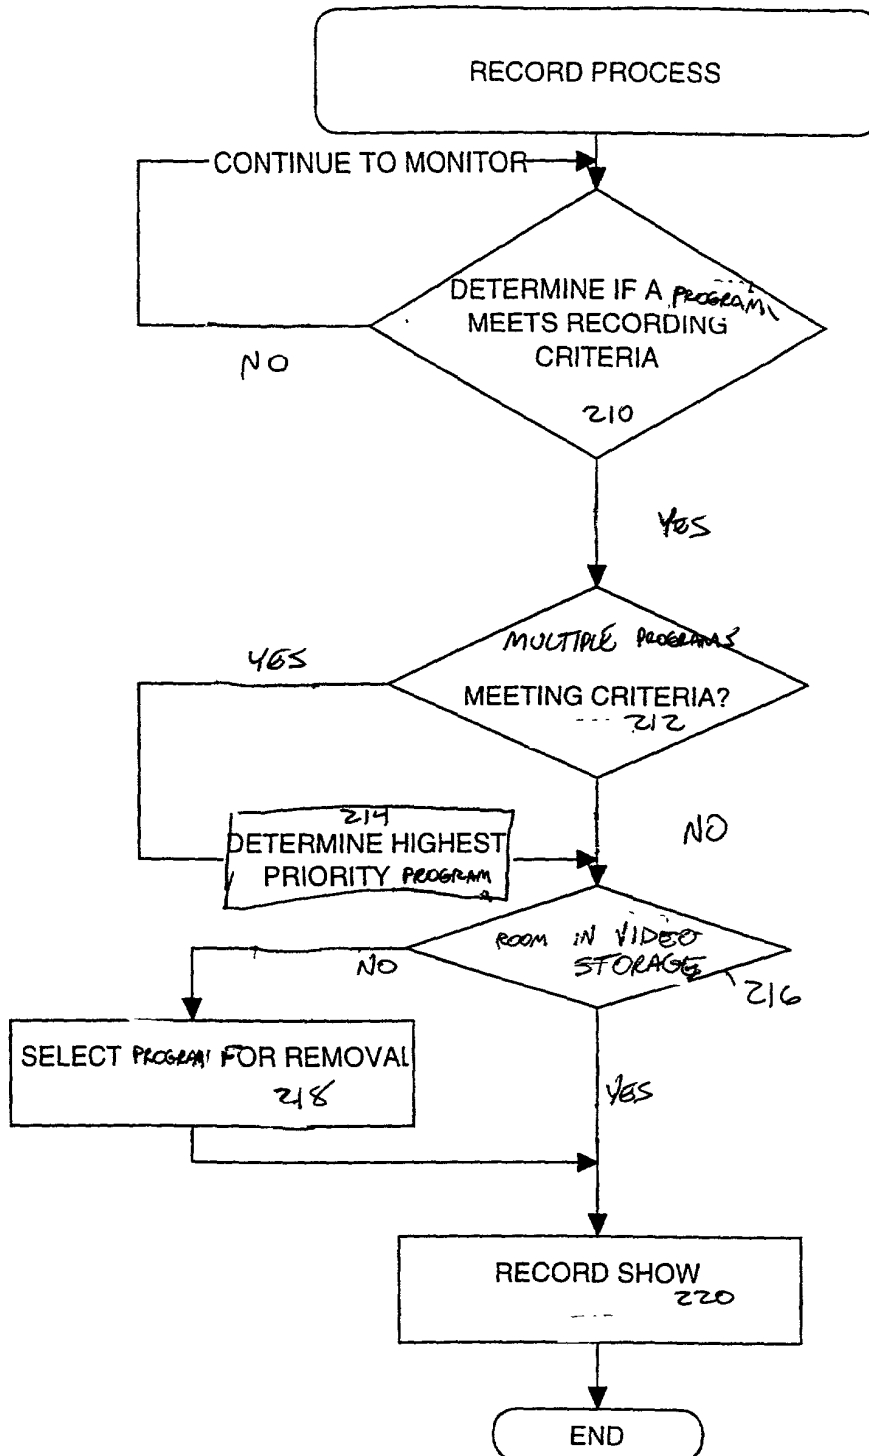 RECORD PROCESS
CONTINUE TO MONITOR
DETERMINE IF A PROGRAM
MEETS RECORDING
CRITERIA
NO
210
YES
MULTIPLE PROGRAMS
YES
MEETING CRITERIA?
212
214
NO
DETERMINE HIGHEST
PRIORITY PROGRAM
ROOM IN VIDEO
STORAGE
NO
216
SELECT PROGRAM FOR REMOVAL
218
YES
RECORD SHOW
220
END